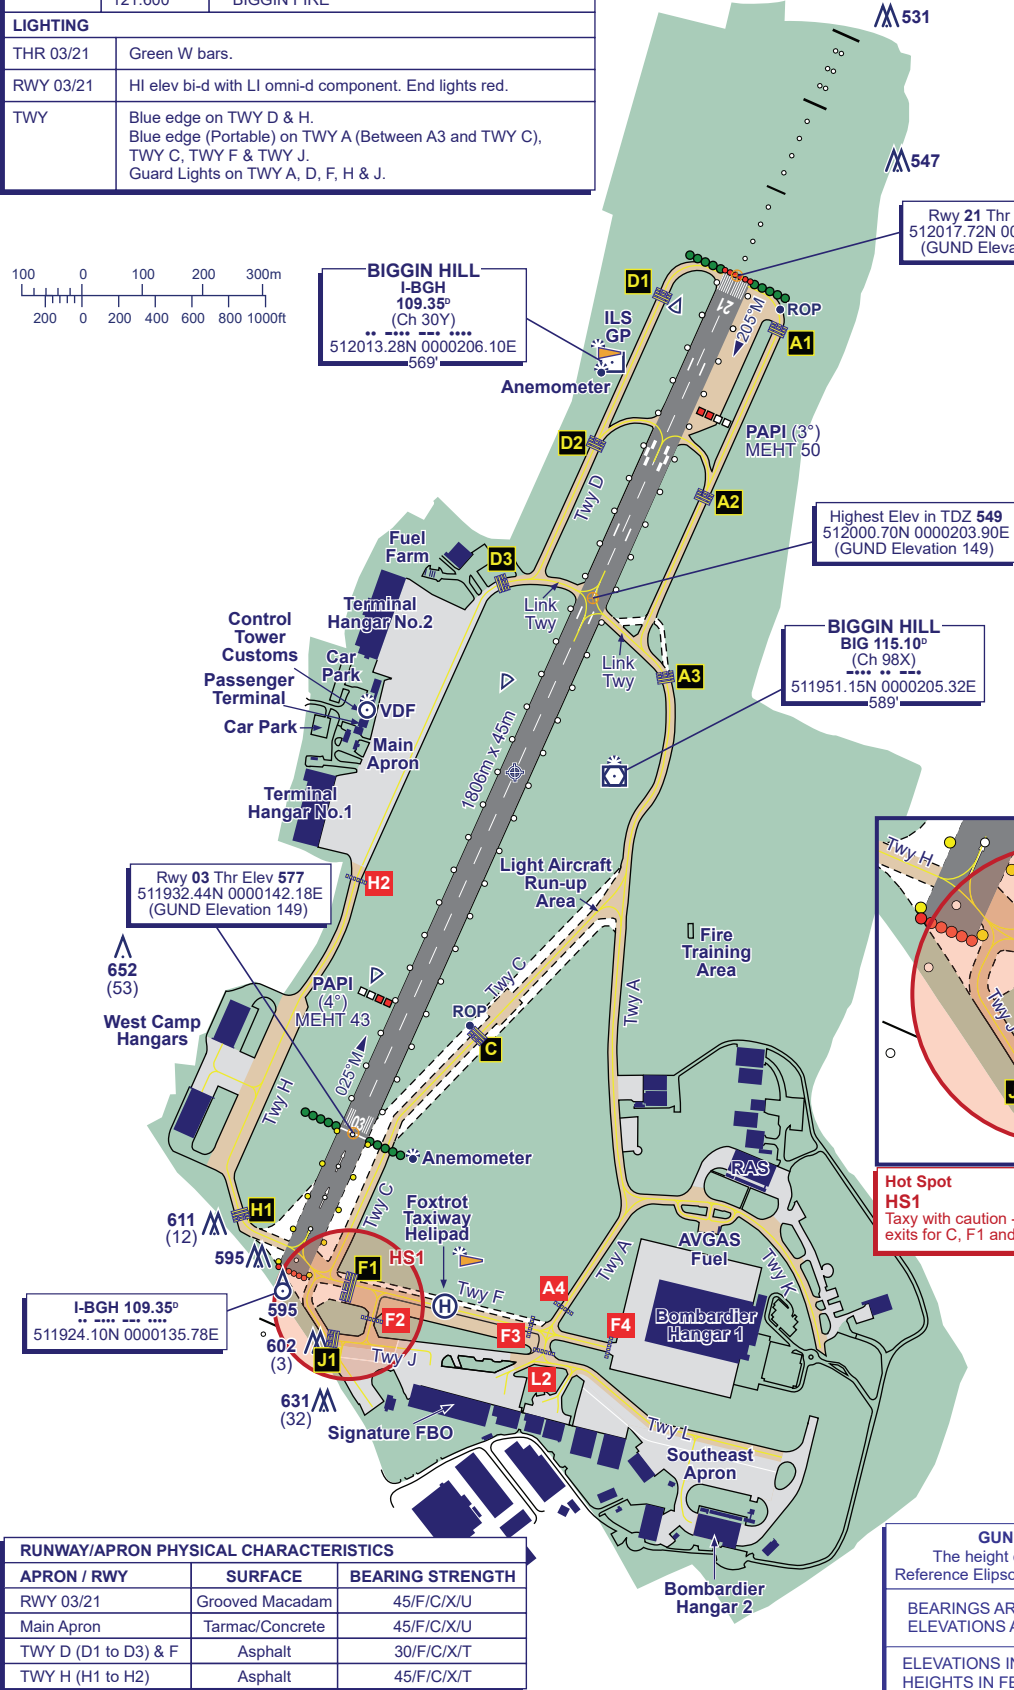 121.600 BIGGIN FIRE
LIGHTING
THR 03/21 Green W bars.
RWY 03/21 HI elev bi-d with LI omni-d component. End lights red.
TWY Blue edge on TWY D & H.
Blue edge (Portable) on TWY A (Between A3 and TWY C),
TWY C, TWY F & TWY J.
Guard Lights on TWY A, D, F, H & J.
531
547
Rwy 21 Thr
512017.72N 00
(GUND Eleva
100 0 100 200 300m
200 0 200 400 600 800 1000ft
BIGGIN HILL
I-BGH
109.35ᴰ
(Ch 30Y)
512013.28N 0000206.10E
569'
D1
ILS
GP
Anemometer
21
205°M
ROP
A1
D2
PAPI (3°)
MEHT 50
A2
Twy D
Highest Elev in TDZ 549
512000.70N 0000203.90E
(GUND Elevation 149)
Fuel
Farm
D3
Link
Twy
Link
Twy
A3
Terminal
Hangar No.2
Control
Tower
Customs
Car
Park
Passenger
Terminal
VDF
Car Park
Main
Apron
Terminal
Hangar No.1
BIGGIN HILL
BIG 115.10ᴰ
(Ch 98X)
511951.15N 0000205.32E
589'
1806m x 45m
Rwy 03 Thr Elev 577
511932.44N 0000142.18E
(GUND Elevation 149)
H2
Light Aircraft
Run-up
Area
Fire
Training
Area
Twy H
652
(53)
PAPI
(4°)
MEHT 43
West Camp
Hangars
Twy C
ROP
C
Twy A
025°M
Twy H
03
Anemometer
RAS
Hot Spot
HS1
Taxy with caution -
exits for C, F1 and
Twy J
J
H1
611
(12)
595
Twy C
Foxtrot
Taxiway
Helipad
HS1
F1
Twy F
H
Twy A
AVGAS
Fuel
Twy K
A4
Bombardier
Hangar 1
I-BGH 109.35ᴰ
511924.10N 0000135.78E
595
F2
F3
F4
602
(3)
J1
Twy J
L2
631
(32)
Signature FBO
Twy L
Southeast
Apron
Bombardier
Hangar 2
RUNWAY/APRON PHYSICAL CHARACTERISTICS
APRON / RWY SURFACE BEARING STRENGTH
RWY 03/21 Grooved Macadam 45/F/C/X/U
Main Apron Tarmac/Concrete 45/F/C/X/U
TWY D (D1 to D3) & F Asphalt 30/F/C/X/T
TWY H (H1 to H2) Asphalt 45/F/C/X/T
GUN
The height
Reference Elipso
BEARINGS AR
ELEVATIONS A
ELEVATIONS IN
HEIGHTS IN FE